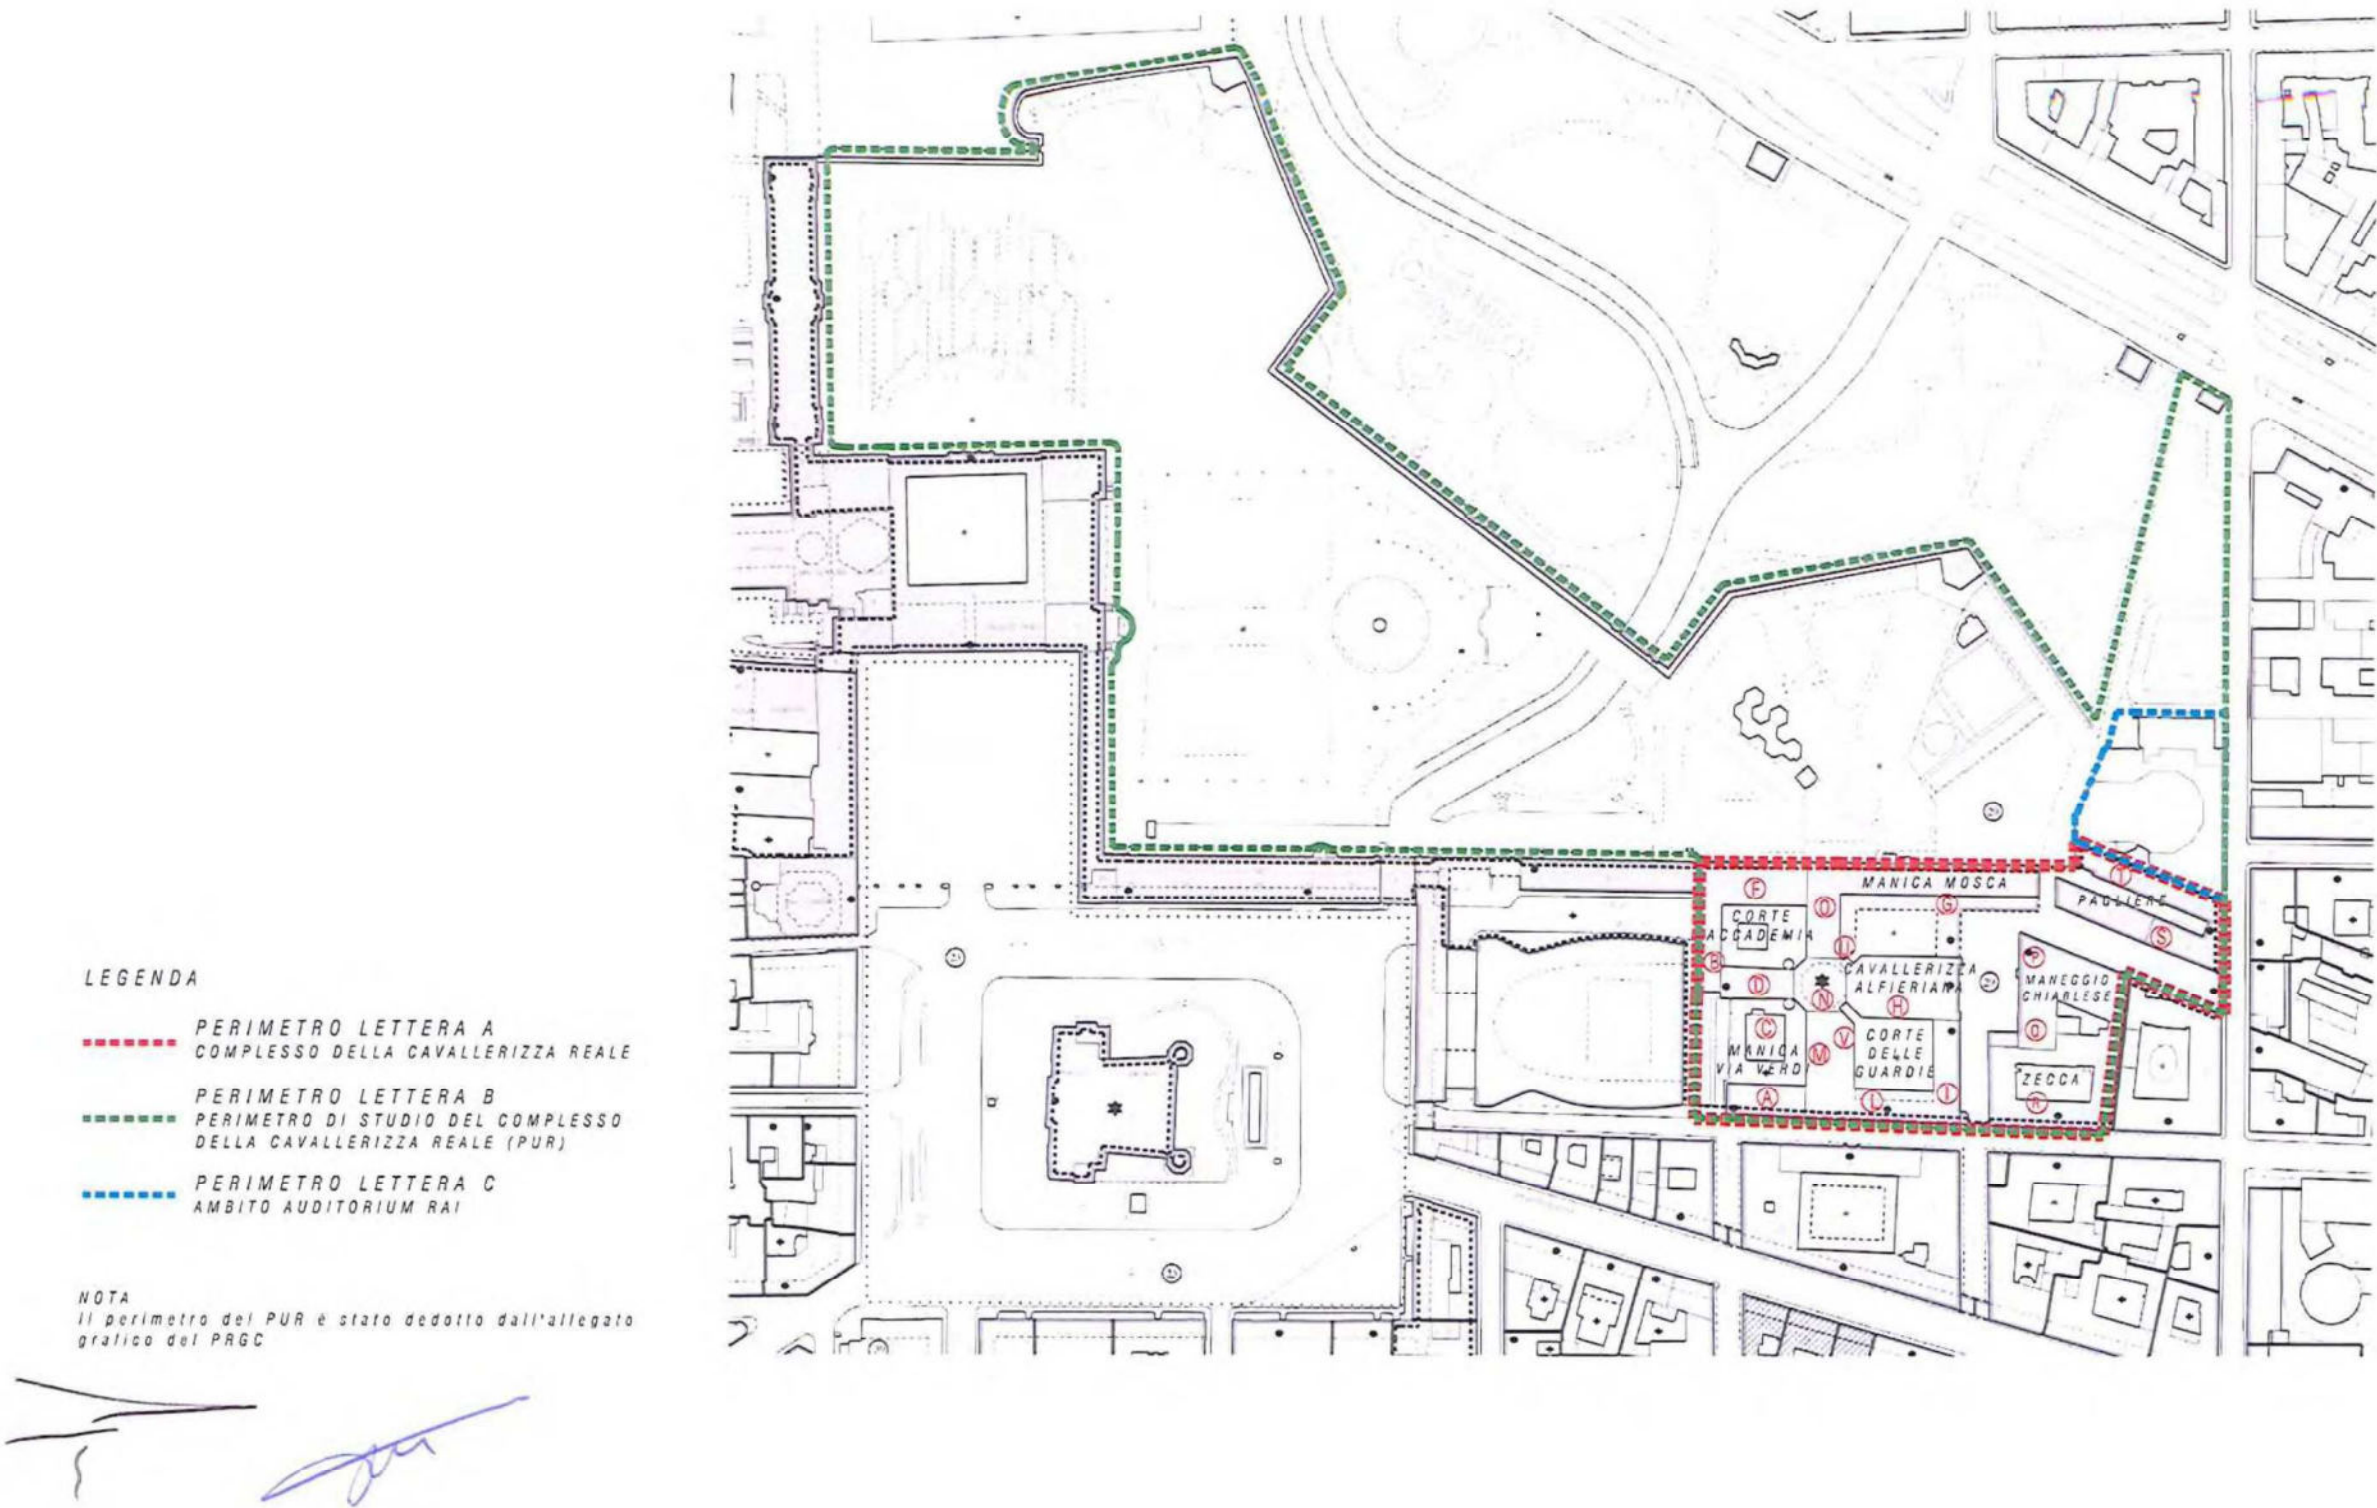 LEGENDA
PERIMETRO LETTERA A
COMPLESSO DELLA CAVALLERIZZA REALE
PERIMETRO LETTERA B
PERIMETRO DI STUDIO DEL COMPLESSO
DELLA CAVALLERIZZA REALE (PUR)
PERIMETRO LETTERA C
AMBITO AUDITORIUM RAI
NOTA
Il perimetro del PUR è stato dedotto dall'allegato
grafico del PRGC
F
MANICA MOSCA
T
O
G
PAGLIERE
CORTE
ACCADEMIA
U
S
B
P
D
CAVALLERIZZA
ALFIERIANA
MANEGGIO
CHIABLESE
N
H
C
V
CORTE
DELLE
GUARDIE
Q
MANICA
VIA VERDI
M
ZECCA
A
L
I
R